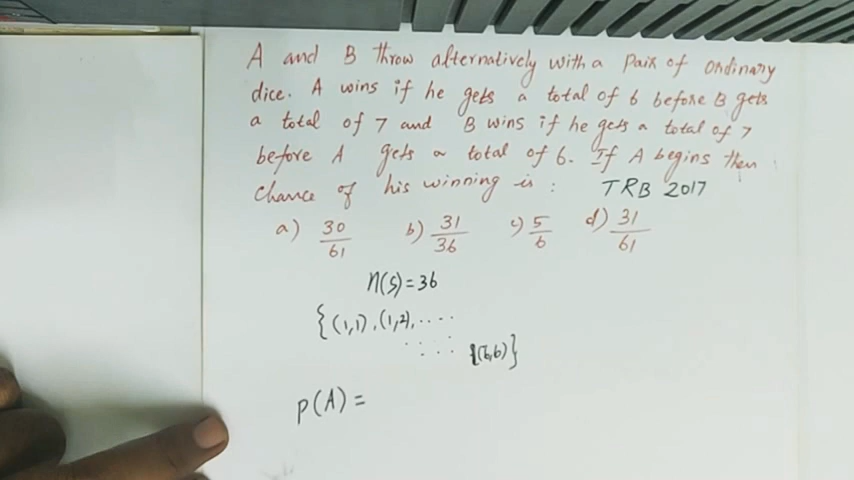 A and B throw alternatively with a pair of ordinary
dice. A wins if he gets a total of 6 before B gets
a total of 7 and B wins if he gets a total of 7
before A gets a total of 6. If A begins then
chance of his winning is : TRB 2017
a) 30/61 b) 31/36 c) 5/6 d) 31/61
n(S) = 36
{(1,1), (1,2), ....
..... (6,6)}
P(A) =